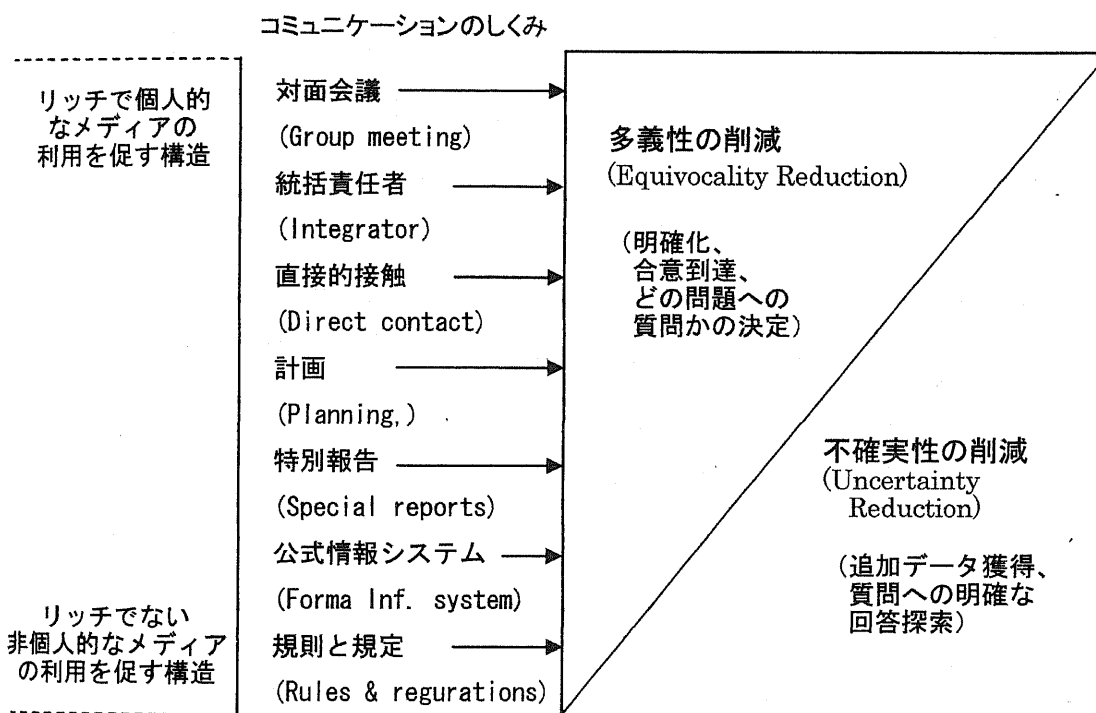 コミュニケーションのしくみ
リッチで個人的
なメディアの
利用を促す構造
対面会議
(Group meeting)
統括責任者
(Integrator)
直接的接触
(Direct contact)
計画
(Planning,)
特別報告
(Special reports)
公式情報システム
(Forma Inf. system)
規則と規定
(Rules & regurations)
リッチでない
非個人的なメディア
の利用を促す構造
多義性の削減
(Equivocality Reduction)
(明確化、
合意到達、
どの問題への
質問かの決定)
不確実性の削減
(Uncertainty
Reduction)
(追加データ獲得、
質問への明確な
回答探索)